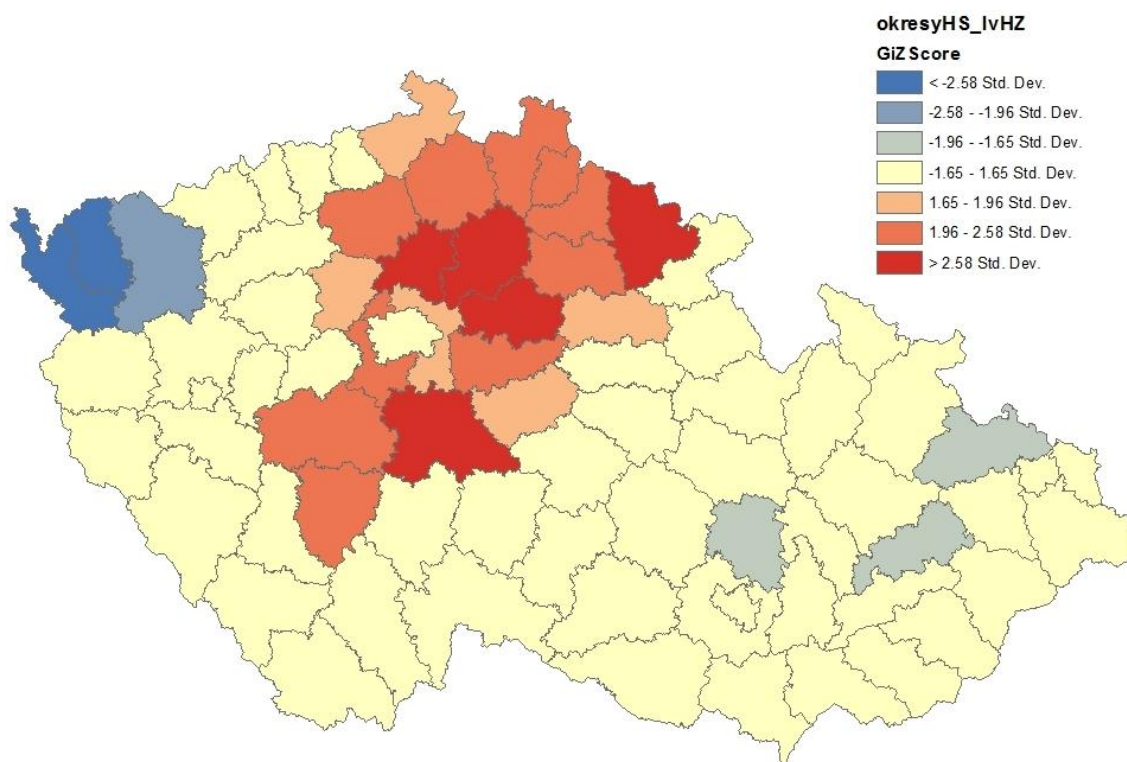 okresyHS_IvHZ
GiZScore
< -2.58 Std. Dev.
-2.58 - -1.96 Std. Dev.
-1.96 - -1.65 Std. Dev.
-1.65 - 1.65 Std. Dev.
1.65 - 1.96 Std. Dev.
1.96 - 2.58 Std. Dev.
> 2.58 Std. Dev.